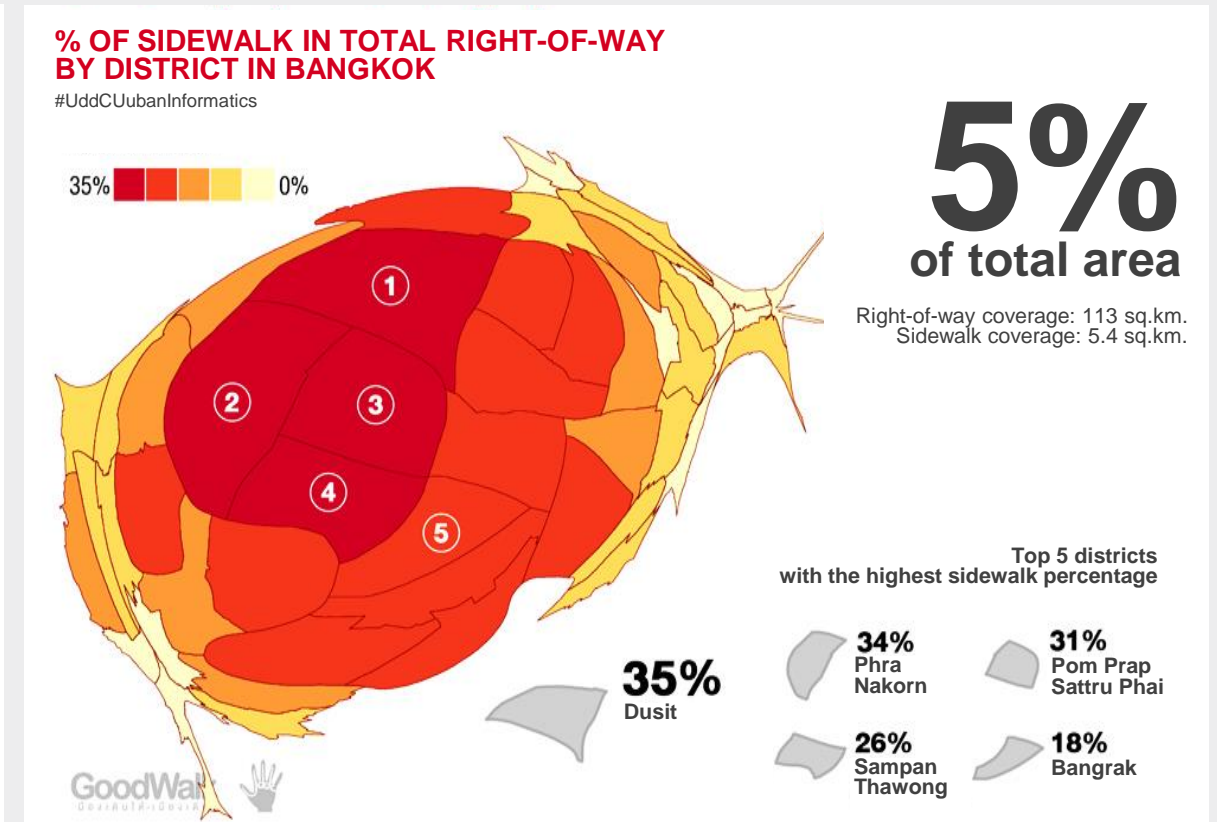 % OF SIDEWALK IN TOTAL RIGHT-OF-WAY
BY DISTRICT IN BANGKOK
#UddCUubanInformatics
35%
0%
5%
of total area
Right-of-way coverage: 113 sq.km.
Sidewalk coverage: 5.4 sq.km.
1
2
3
4
5
Top 5 districts
with the highest sidewalk percentage
35%
Dusit
34%
Phra
Nakorn
31%
Pom Prap
Sattru Phai
26%
Sampan
Thawong
18%
Bangrak
GoodWalk